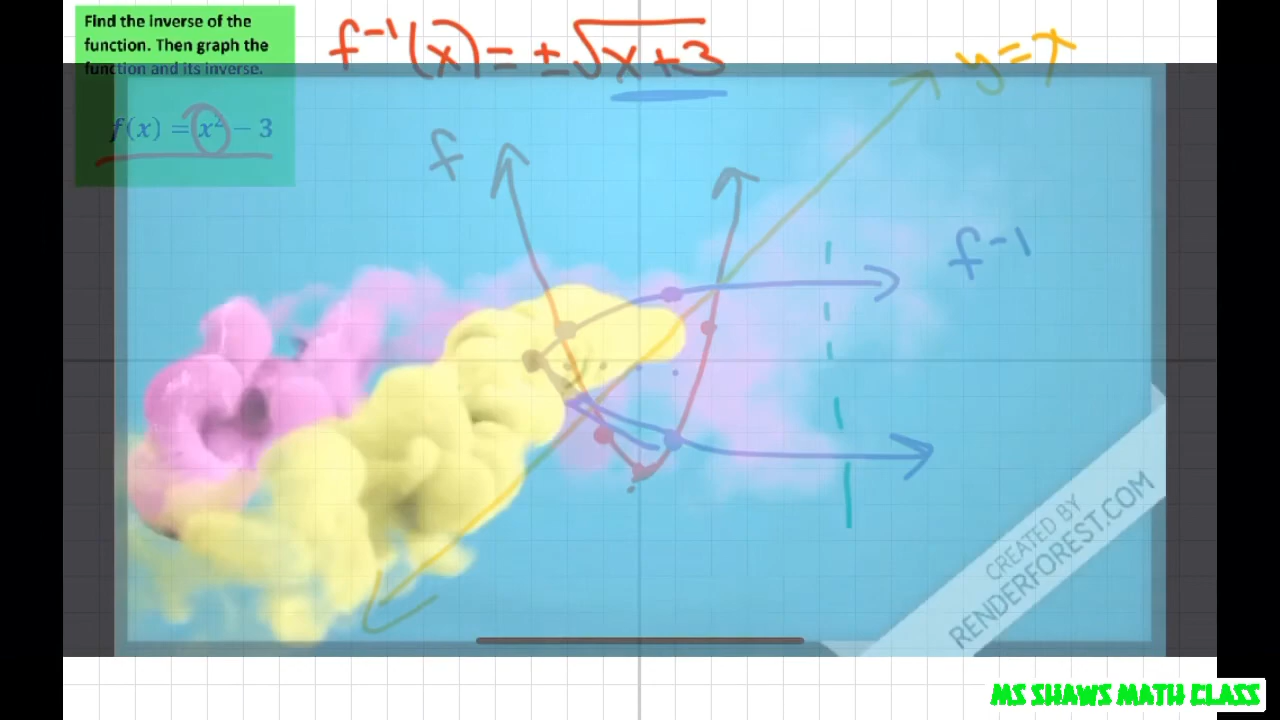 Find the inverse of the
function. Then graph the
function and its inverse.
f(x) = x² − 3
f⁻¹(x) = ±√x+3
y=x
f
f⁻¹
CREATED BY
RENDERFOREST.COM
MS SHAWS MATH CLASS